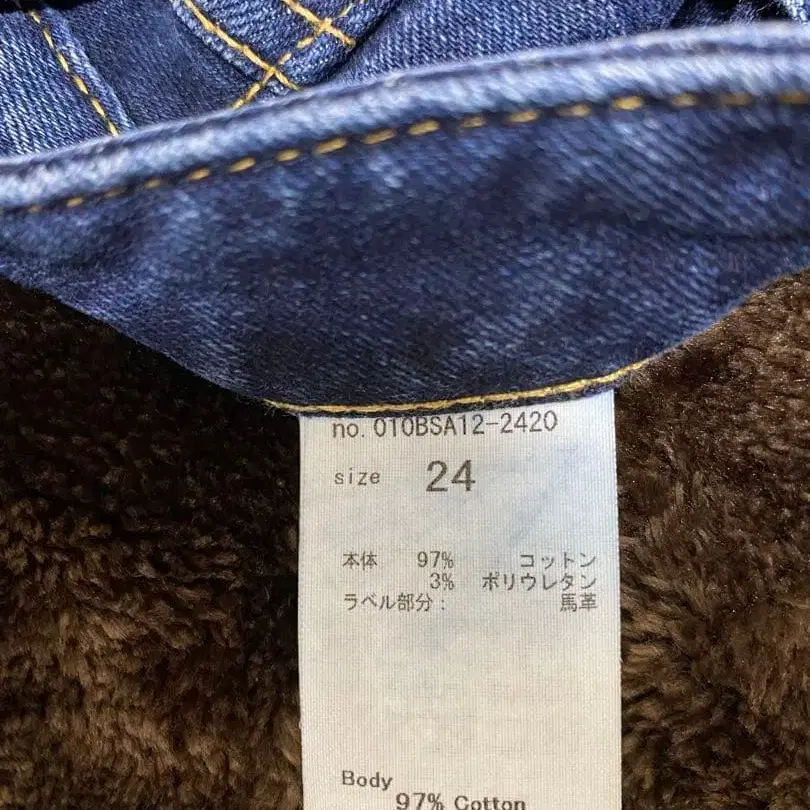 no. 010BSA12-2420
size 24
本体 97% コットン
3% ポリウレタン
ラベル部分: 馬革
Body
97% Cotton